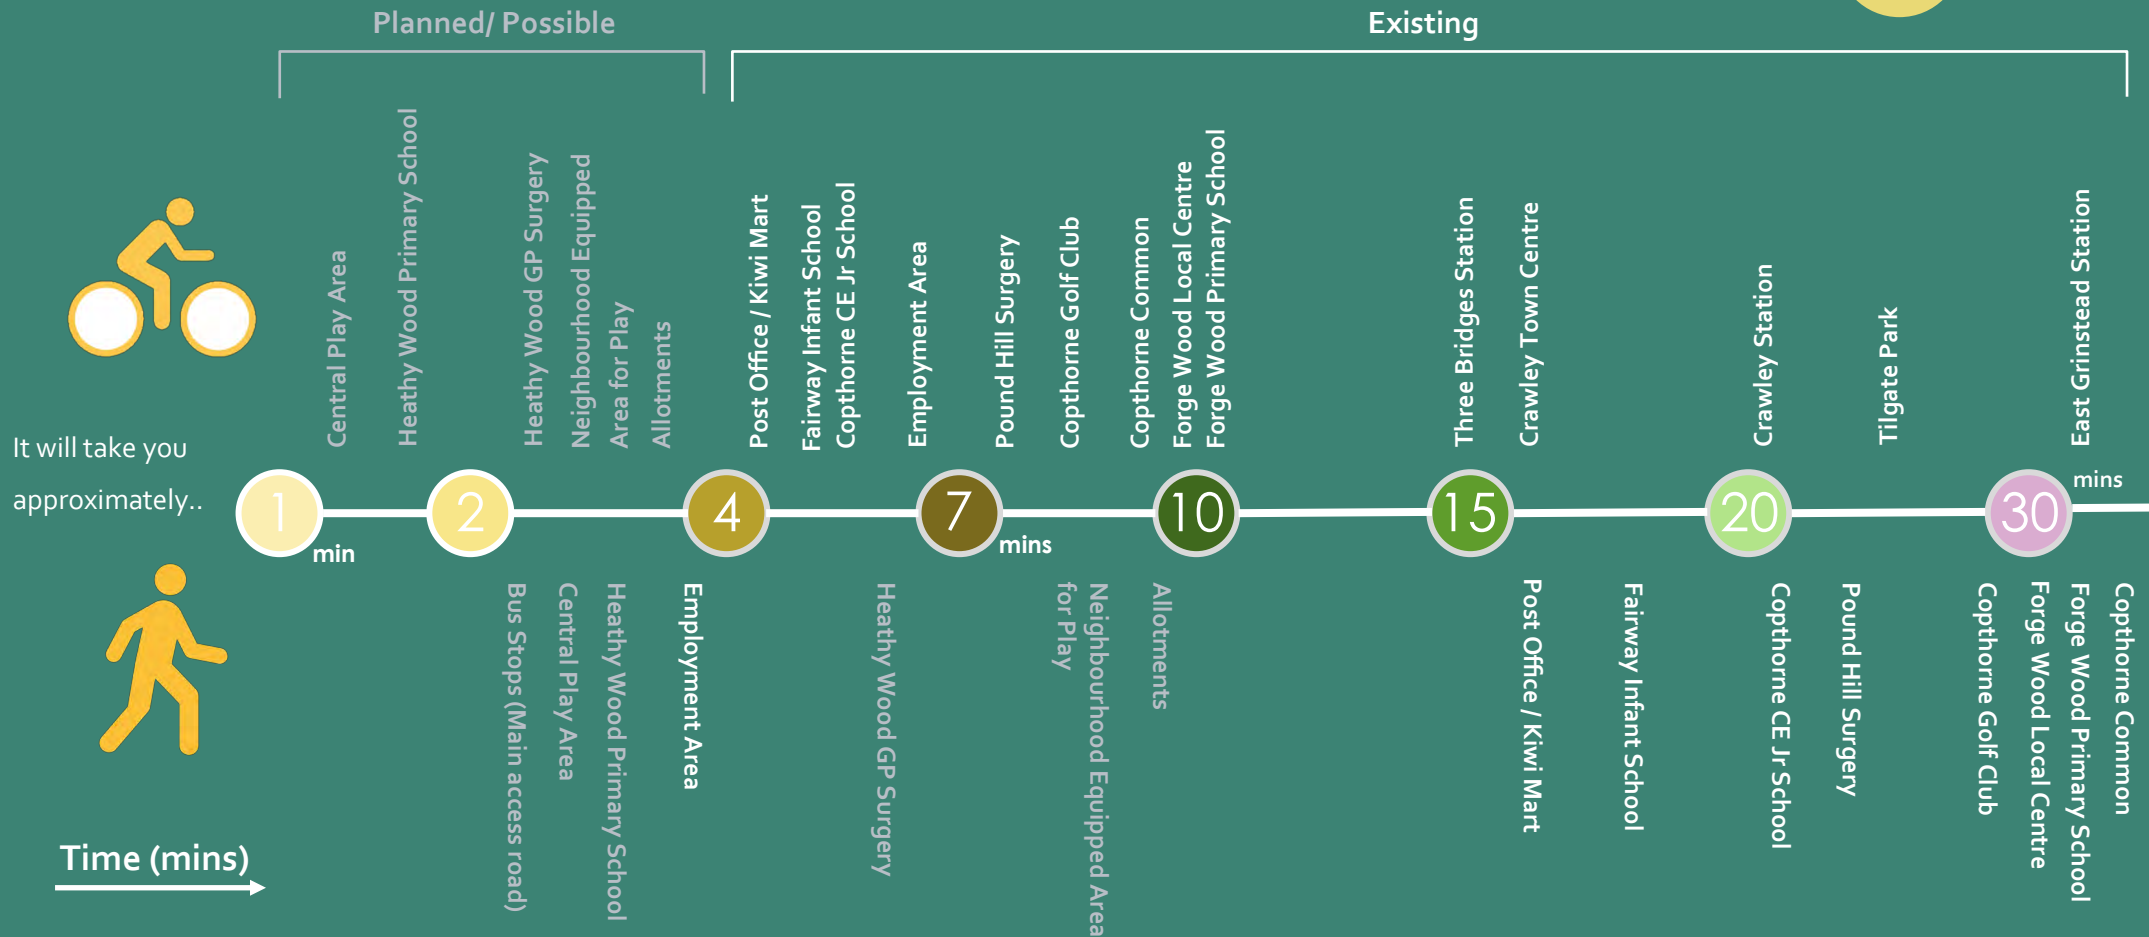 Planned/ Possible
Existing
Central Play Area
Heathy Wood Primary School
Heathy Wood GP Surgery
Neighbourhood Equipped
Area for Play
Allotments
Post Office / Kiwi Mart
Fairway Infant School
Copthorne CE Jr School
Employment Area
Pound Hill Surgery
Copthorne Golf Club
Copthorne Common
Forge Wood Local Centre
Forge Wood Primary School
Three Bridges Station
Crawley Town Centre
Crawley Station
Tilgate Park
East Grinstead Station
It will take you
approximately..
1
min
2
4
7
mins
10
15
20
30
mins
Bus Stops (Main access road)
Central Play Area
Heathy Wood Primary School
Employment Area
Heathy Wood GP Surgery
Neighbourhood Equipped Area
for Play
Allotments
Post Office / Kiwi Mart
Fairway Infant School
Copthorne CE Jr School
Pound Hill Surgery
Copthorne Golf Club
Forge Wood Local Centre
Forge Wood Primary School
Copthorne Common
Time (mins)